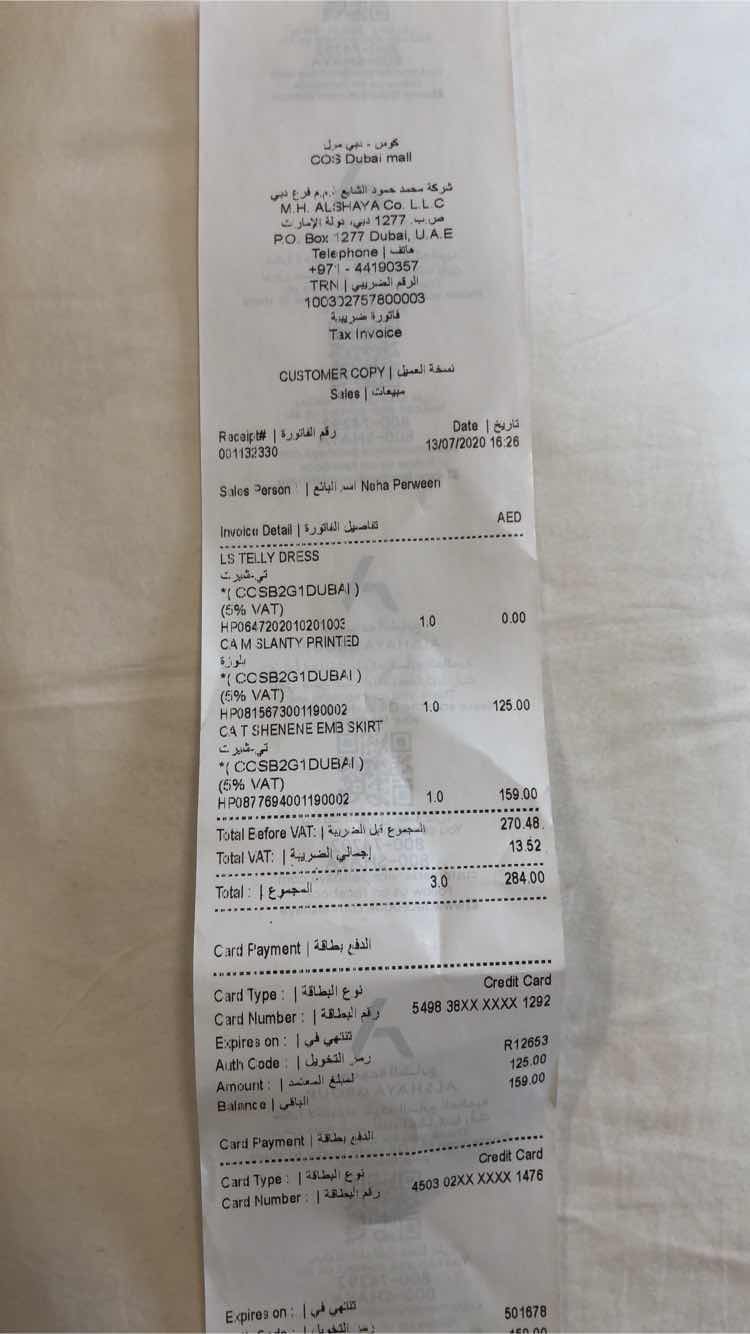 كوس - دبي مول
COS Dubai mall
شركة محمد حمود الشايع ذ.م.م فرع دبي
M.H. ALSHAYA Co. L.L.C
ص.ب. 1277 دبي، دولة الإمارات
P.O. Box 1277 Dubai, U.A.E
Telephone | هاتف
+971 - 44190357
TRN | الرقم الضريبي
100302757800003
فاتورة ضريبية
Tax Invoice
CUSTOMER COPY | نسخة العميل
Sales | مبيعات
Receipt# | رقم الفاتورة
Date | تاريخ
001132330
13/07/2020 16:26
Sales Person | اسم البائع Neha Perween
Invoice Detail | تفاصيل الفاتورة
AED
LS TELLY DRESS
تي-شيرت
*( CCSB2G1DUBAI )
(5% VAT)
HP0647202010201003 1.0 0.00
CA M SLANTY PRINTED
بلوزة
*( CCSB2G1DUBAI )
(5% VAT)
HP0815673001190002 1.0 125.00
CA T SHENENE EMB SKIRT
تي-شيرت
*( CCSB2G1DUBAI )
(5% VAT)
HP0877694001190002 1.0 159.00
Total Before VAT: | المجموع قبل الضريبة 270.48
Total VAT: | إجمالي الضريبة 13.52
Total : | المجموع 3.0 284.00
Card Payment | الدفع بطاقة
Card Type : | نوع البطاقة Credit Card
Card Number : | رقم البطاقة 5498 38XX XXXX 1292
Expires on : | تنتهي في
Auth Code : | رمز التخويل R12653
Amount : | المبلغ المعتمد 125.00
Balance | الباقي 159.00
Card Payment | الدفع بطاقة
Card Type : | نوع البطاقة Credit Card
Card Number : | رقم البطاقة 4503 02XX XXXX 1476
Expires on : | تنتهي في
501678